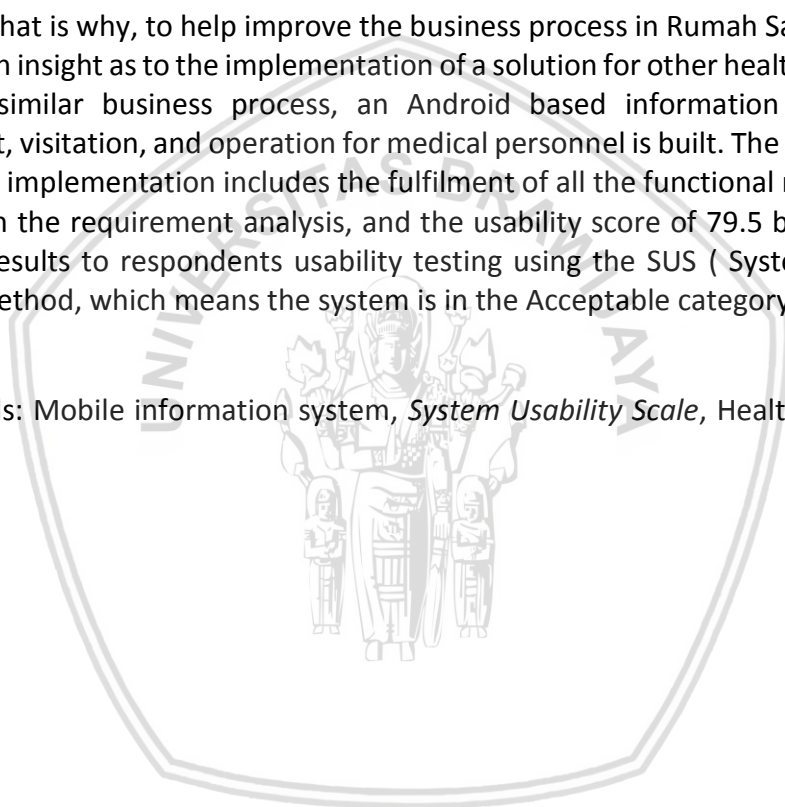 hat is why, to help improve the business process in Rumah Sa
n insight as to the implementation of a solution for other healt
similar business process, an Android based information
t, visitation, and operation for medical personnel is built. The
implementation includes the fulfilment of all the functional
n the requirement analysis, and the usability score of 79.5 b
esults to respondents usability testing using the SUS ( Syste
ethod, which means the system is in the Acceptable category
s: Mobile information system, System Usability Scale, Healt
UNIVERSITAS BRAWIJAYA